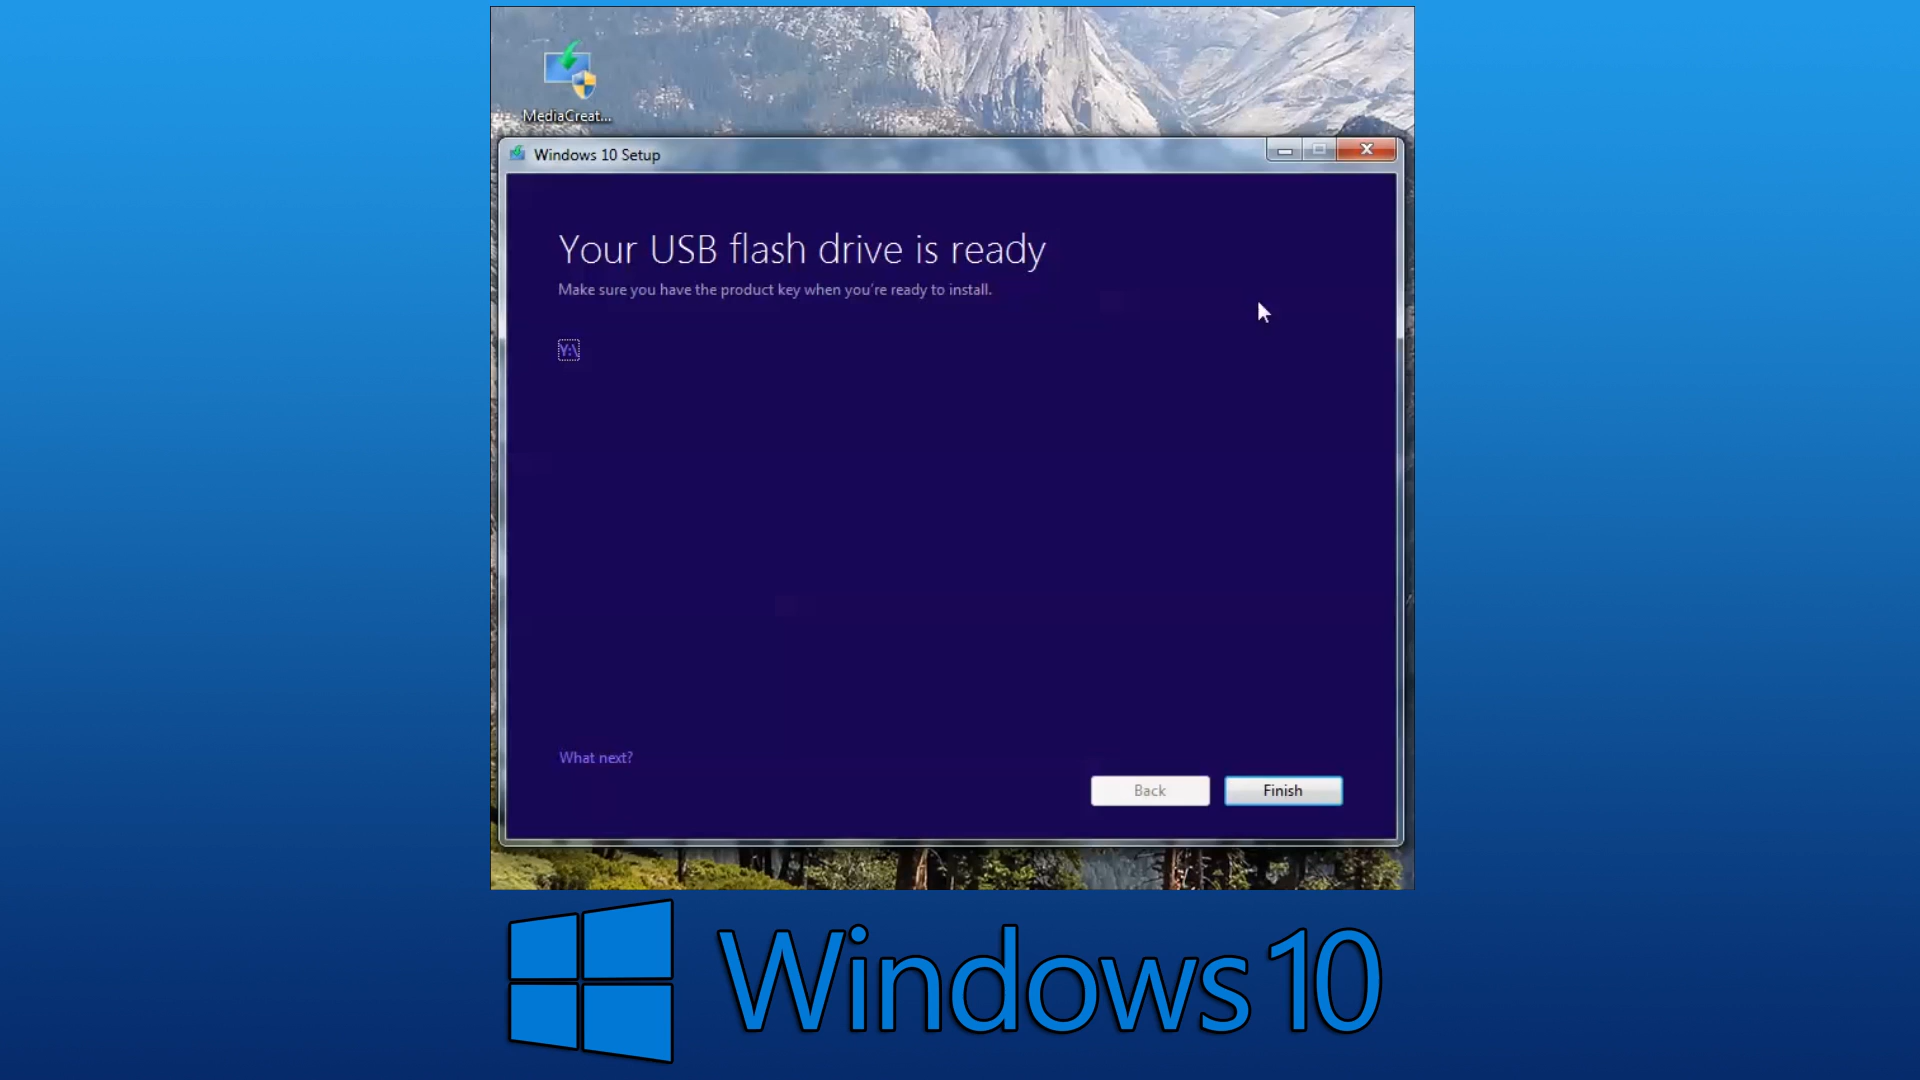 MediaCreat...
Windows 10 Setup
Your USB flash drive is ready
Make sure you have the product key when you're ready to install.
Y:\
What next?
Back
Finish
Windows 10